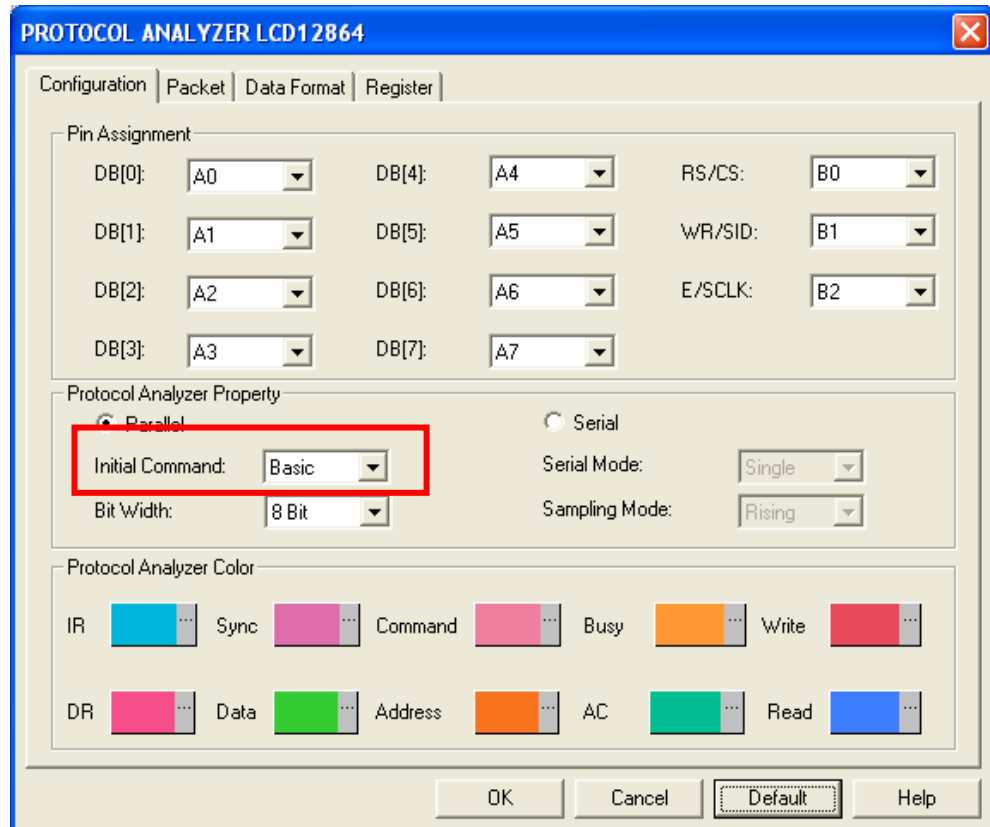 PROTOCOL ANALYZER LCD12864
Configuration Packet Data Format Register
Pin Assignment
DB[0]: A0 DB[4]: A4 RS/CS: B0
DB[1]: A1 DB[5]: A5 WR/SID: B1
DB[2]: A2 DB[6]: A6 E/SCLK: B2
DB[3]: A3 DB[7]: A7
Protocol Analyzer Property
Parallel Serial
Initial Command: Basic Serial Mode: Single
Bit Width: 8 Bit Sampling Mode: Rising
Protocol Analyzer Color
IR ... Sync ... Command ... Busy ... Write ...
DR ... Data ... Address ... AC ... Read ...
OK Cancel Default Help